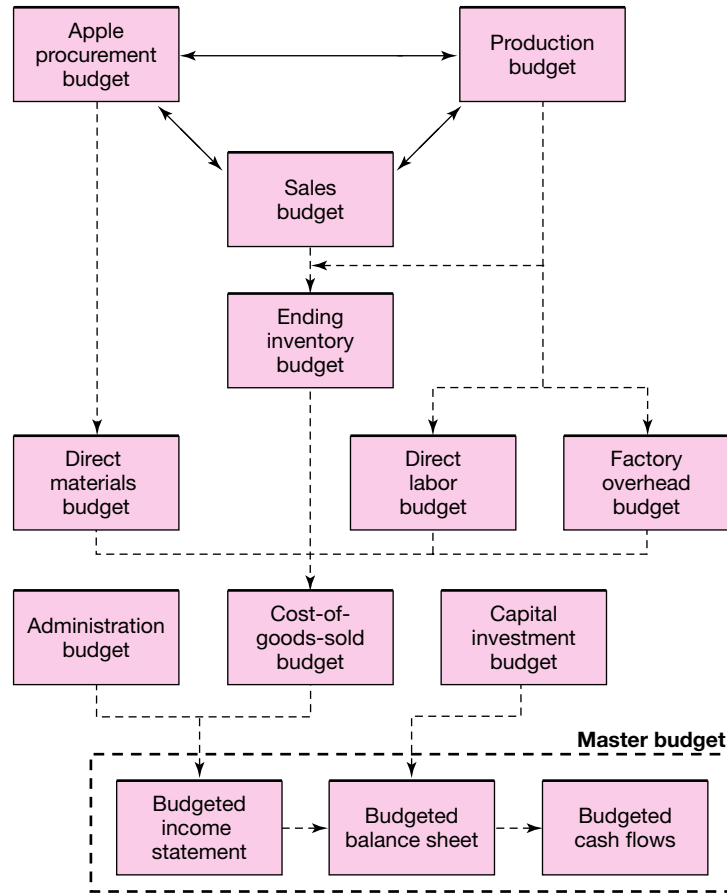 Apple
procurement
budget
Production
budget
Sales
budget
Ending
inventory
budget
Direct
materials
budget
Direct
labor
budget
Factory
overhead
budget
Administration
budget
Cost-of-
goods-sold
budget
Capital
investment
budget
Master budget
Budgeted
income
statement
Budgeted
balance sheet
Budgeted
cash flows